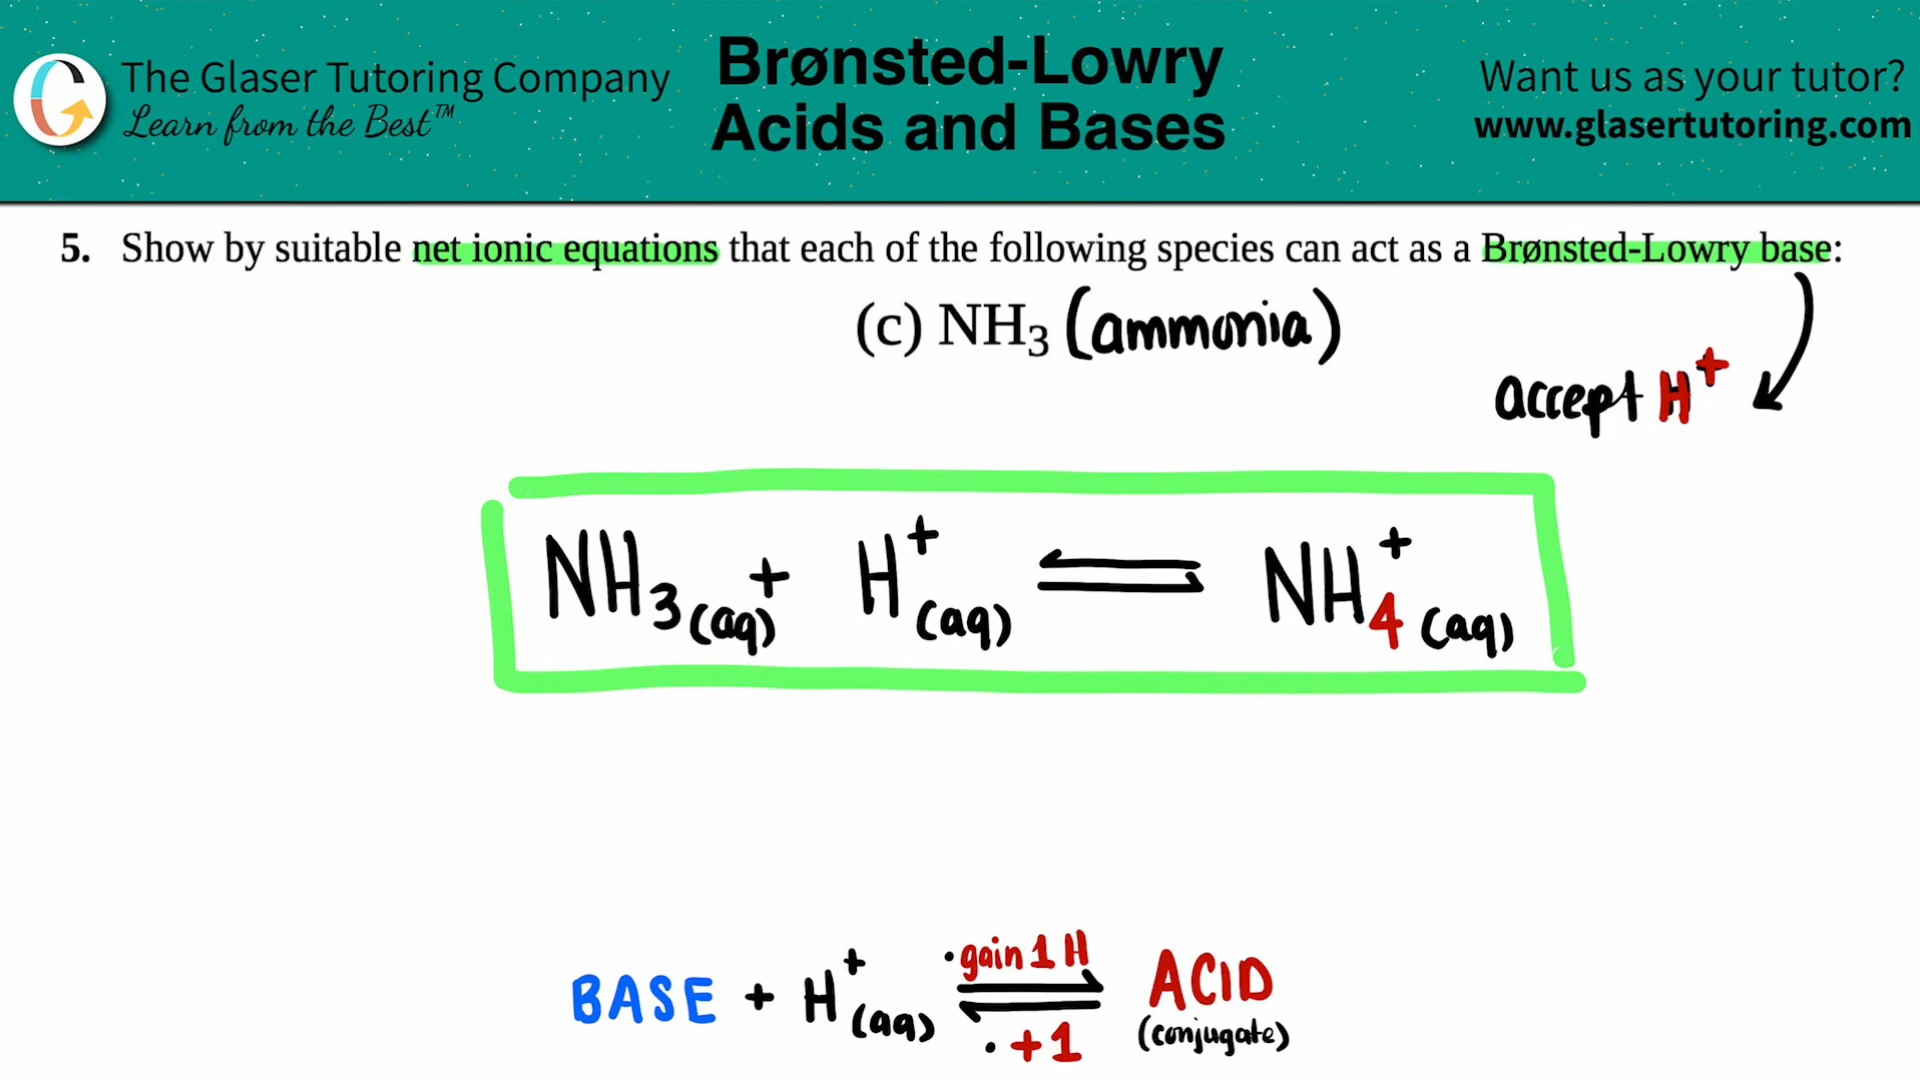 The Glaser Tutoring Company
Learn from the Best™
Brønsted-Lowry
Acids and Bases
Want us as your tutor?
www.glasertutoring.com
5. Show by suitable net ionic equations that each of the following species can act as a Brønsted-Lowry base:
(c) NH₃ (ammonia)
accept H⁺
NH₃(aq) + H⁺(aq) ⇌ NH₄⁺(aq)
·gain 1 H
BASE + H⁺(aq) ⇌ ACID
·+1
(conjugate)